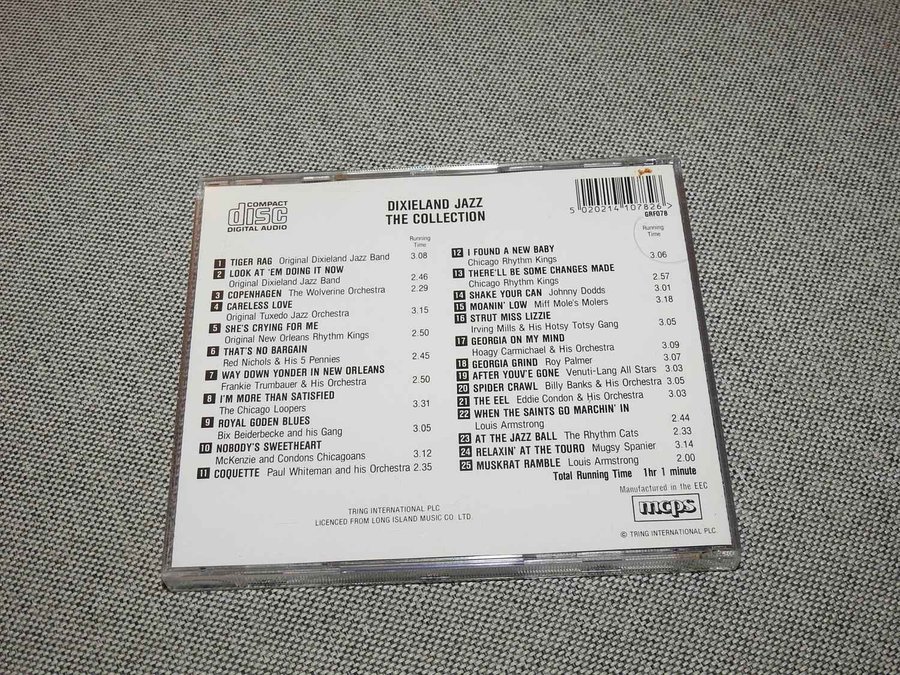 COMPACT
disc
DIGITAL AUDIO
DIXIELAND JAZZ
THE COLLECTION
5 020214 107826 >
GRF078
Running
Time
1 TIGER RAG Original Dixieland Jazz Band 3.08
2 LOOK AT 'EM DOING IT NOW
Original Dixieland Jazz Band 2.46
3 COPENHAGEN The Wolverine Orchestra 2.29
4 CARELESS LOVE
Original Tuxedo Jazz Orchestra 3.15
5 SHE'S CRYING FOR ME
Original New Orleans Rhythm Kings 2.50
6 THAT'S NO BARGAIN
Red Nichols & His 5 Pennies 2.45
7 WAY DOWN YONDER IN NEW ORLEANS
Frankie Trumbauer & His Orchestra 2.50
8 I'M MORE THAN SATISFIED
The Chicago Loopers 3.31
9 ROYAL GODEN BLUES
Bix Beiderbecke and his Gang 3.05
10 NOBODY'S SWEETHEART
McKenzie and Condons Chicagoans 3.12
11 COQUETTE Paul Whiteman and his Orchestra 2.35
Running
Time
12 I FOUND A NEW BABY 3.06
Chicago Rhythm Kings
13 THERE'LL BE SOME CHANGES MADE
Chicago Rhythm Kings 2.57
14 SHAKE YOUR CAN Johnny Dodds 3.01
15 MOANIN' LOW Miff Mole's Molers 3.18
16 STRUT MISS LIZZIE
Irving Mills & His Hotsy Totsy Gang 3.05
17 GEORGIA ON MY MIND
Hoagy Carmichael & His Orchestra 3.09
18 GEORGIA GRIND Roy Palmer 3.07
19 AFTER YOUV'E GONE Venuti-Lang All Stars 3.03
20 SPIDER CRAWL Billy Banks & His Orchestra 3.05
21 THE EEL Eddie Condon & His Orchestra 3.03
22 WHEN THE SAINTS GO MARCHIN' IN
Louis Armstrong 2.44
23 AT THE JAZZ BALL The Rhythm Cats 2.33
24 RELAXIN' AT THE TOURO Mugsy Spanier 3.14
25 MUSKRAT RAMBLE Louis Armstrong 2.00
Total Running Time 1hr 1 minute
Manufactured in the EEC
mcps
© TRING INTERNATIONAL PLC
TRING INTERNATIONAL PLC
LICENCED FROM LONG ISLAND MUSIC CO LTD.